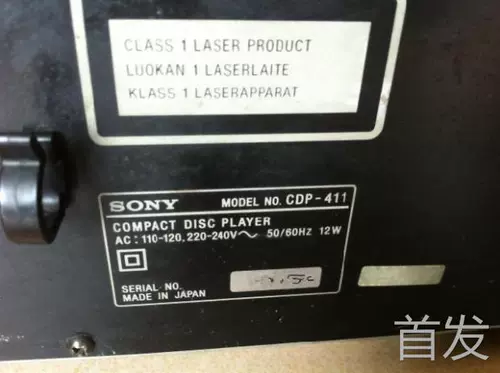 CLASS 1 LASER PRODUCT
LUOKAN 1 LASERLAITE
KLASS 1 LASERAPPARAT
SONY MODEL NO. CDP-411
COMPACT DISC PLAYER
AC: 110-120, 220-240V～ 50/60HZ 12W
SERIAL NO.
MADE IN JAPAN
首发